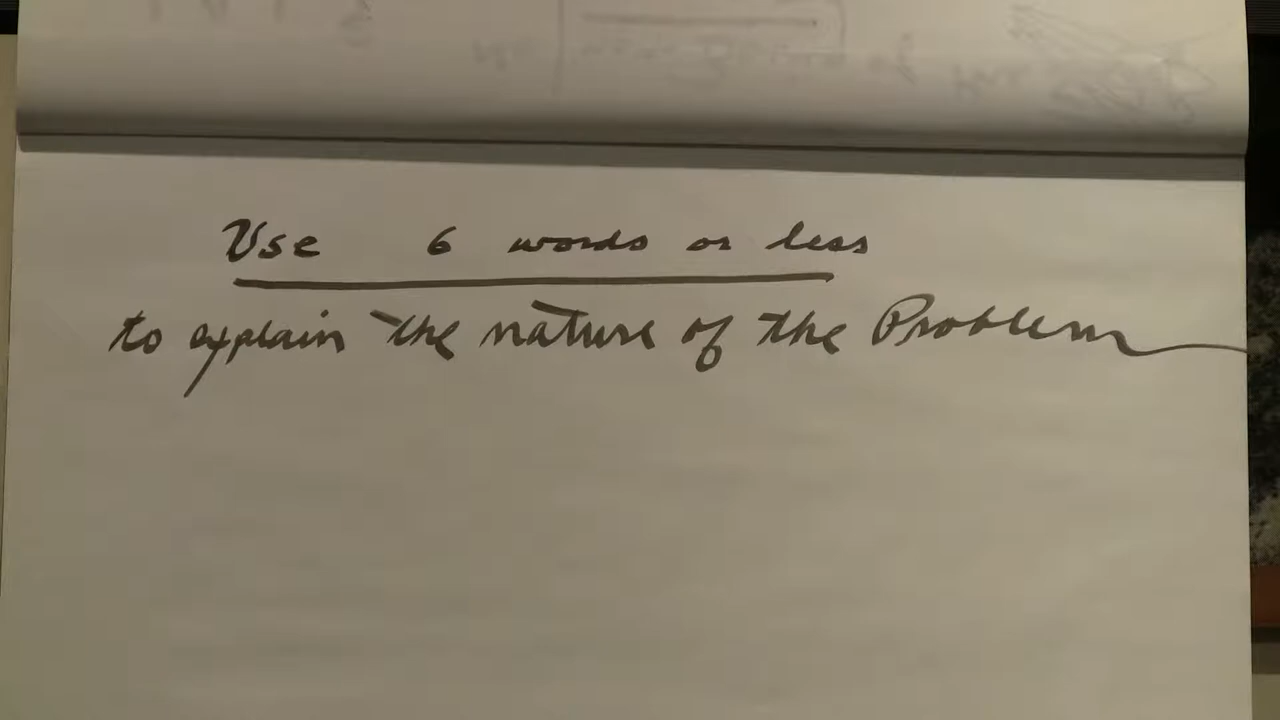 Use 6 words or less
to explain the nature of the Problem